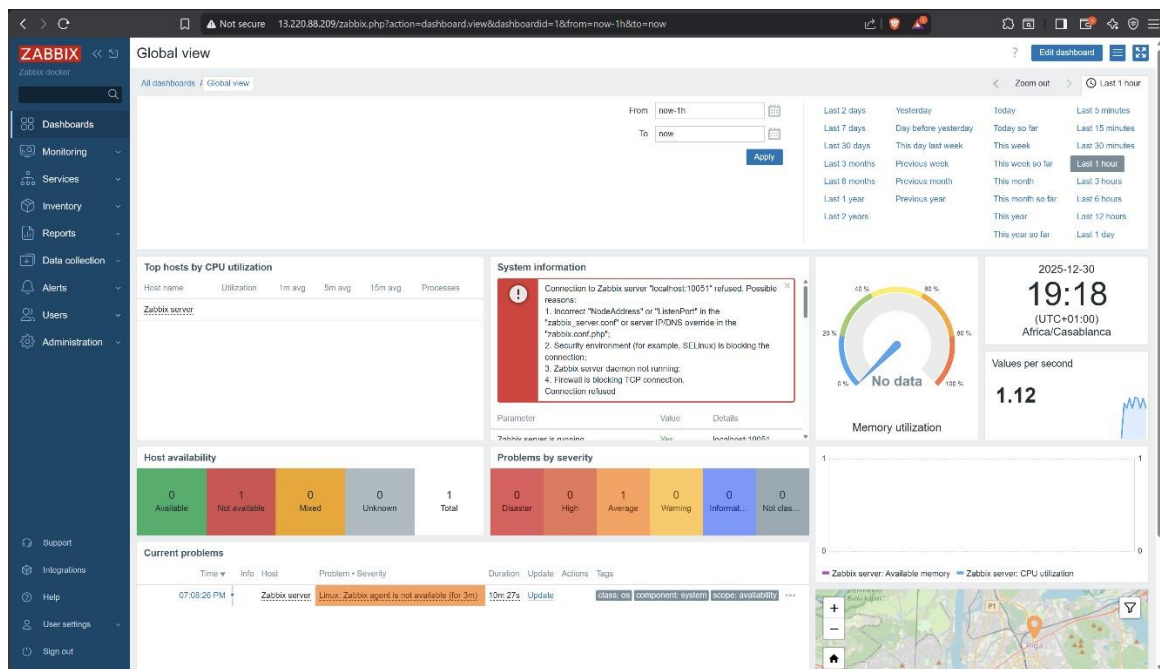 Not secure 13.220.88.209/zabbix.php?action=dashboard.view&dashboardid=1&from=now-1h&to=now
ZABBIX
Zabbix docker
Dashboards
Monitoring
Services
Inventory
Reports
Data collection
Alerts
Users
Administration
Support
Integrations
Help
User settings
Sign out
Global view
? Edit dashboard
All dashboards / Global view
Zoom out Last 1 hour
From now-1h
To now
Apply
Last 2 days Yesterday Today Last 5 minutes
Last 7 days Day before yesterday Today so far Last 15 minutes
Last 30 days This day last week This week Last 30 minutes
Last 3 months Previous week This week so far Last 1 hour
Last 6 months Previous month This month Last 3 hours
Last 1 year Previous year This month so far Last 6 hours
Last 2 years This year Last 12 hours
This year so far Last 1 day
Top hosts by CPU utilization
Host name Utilization 1m avg 5m avg 15m avg Processes
Zabbix server
System information
Connection to Zabbix server "localhost:10051" refused. Possible
reasons:
1. Incorrect "NodeAddress" or "ListenPort" in the
"zabbix_server.conf" or server IP/DNS override in the
"zabbix.conf.php";
2. Security environment (for example, SELinux) is blocking the
connection;
3. Zabbix server daemon not running;
4. Firewall is blocking TCP connection.
Connection refused
Parameter Value Details
Zabbix server is running Yes localhost:10051
40 % 60 %
20 % 80 %
0 % No data 100 %
Memory utilization
2025-12-30
19:18
(UTC+01:00)
Africa/Casablanca
Values per second
1.12
Host availability
0 1 0 0 1
Available Not available Mixed Unknown Total
Problems by severity
0 0 1 0 0 0
Disaster High Average Warning Informat... Not clas...
1 1
0 0
Zabbix server: Available memory Zabbix server: CPU utilization
Current problems
Time Info Host Problem • Severity Duration Update Actions Tags
07:08:26 PM Zabbix server Linux: Zabbix agent is not available (for 3m) 10m 27s Update class: os component: system scope: availability
+
−
P1
Riga